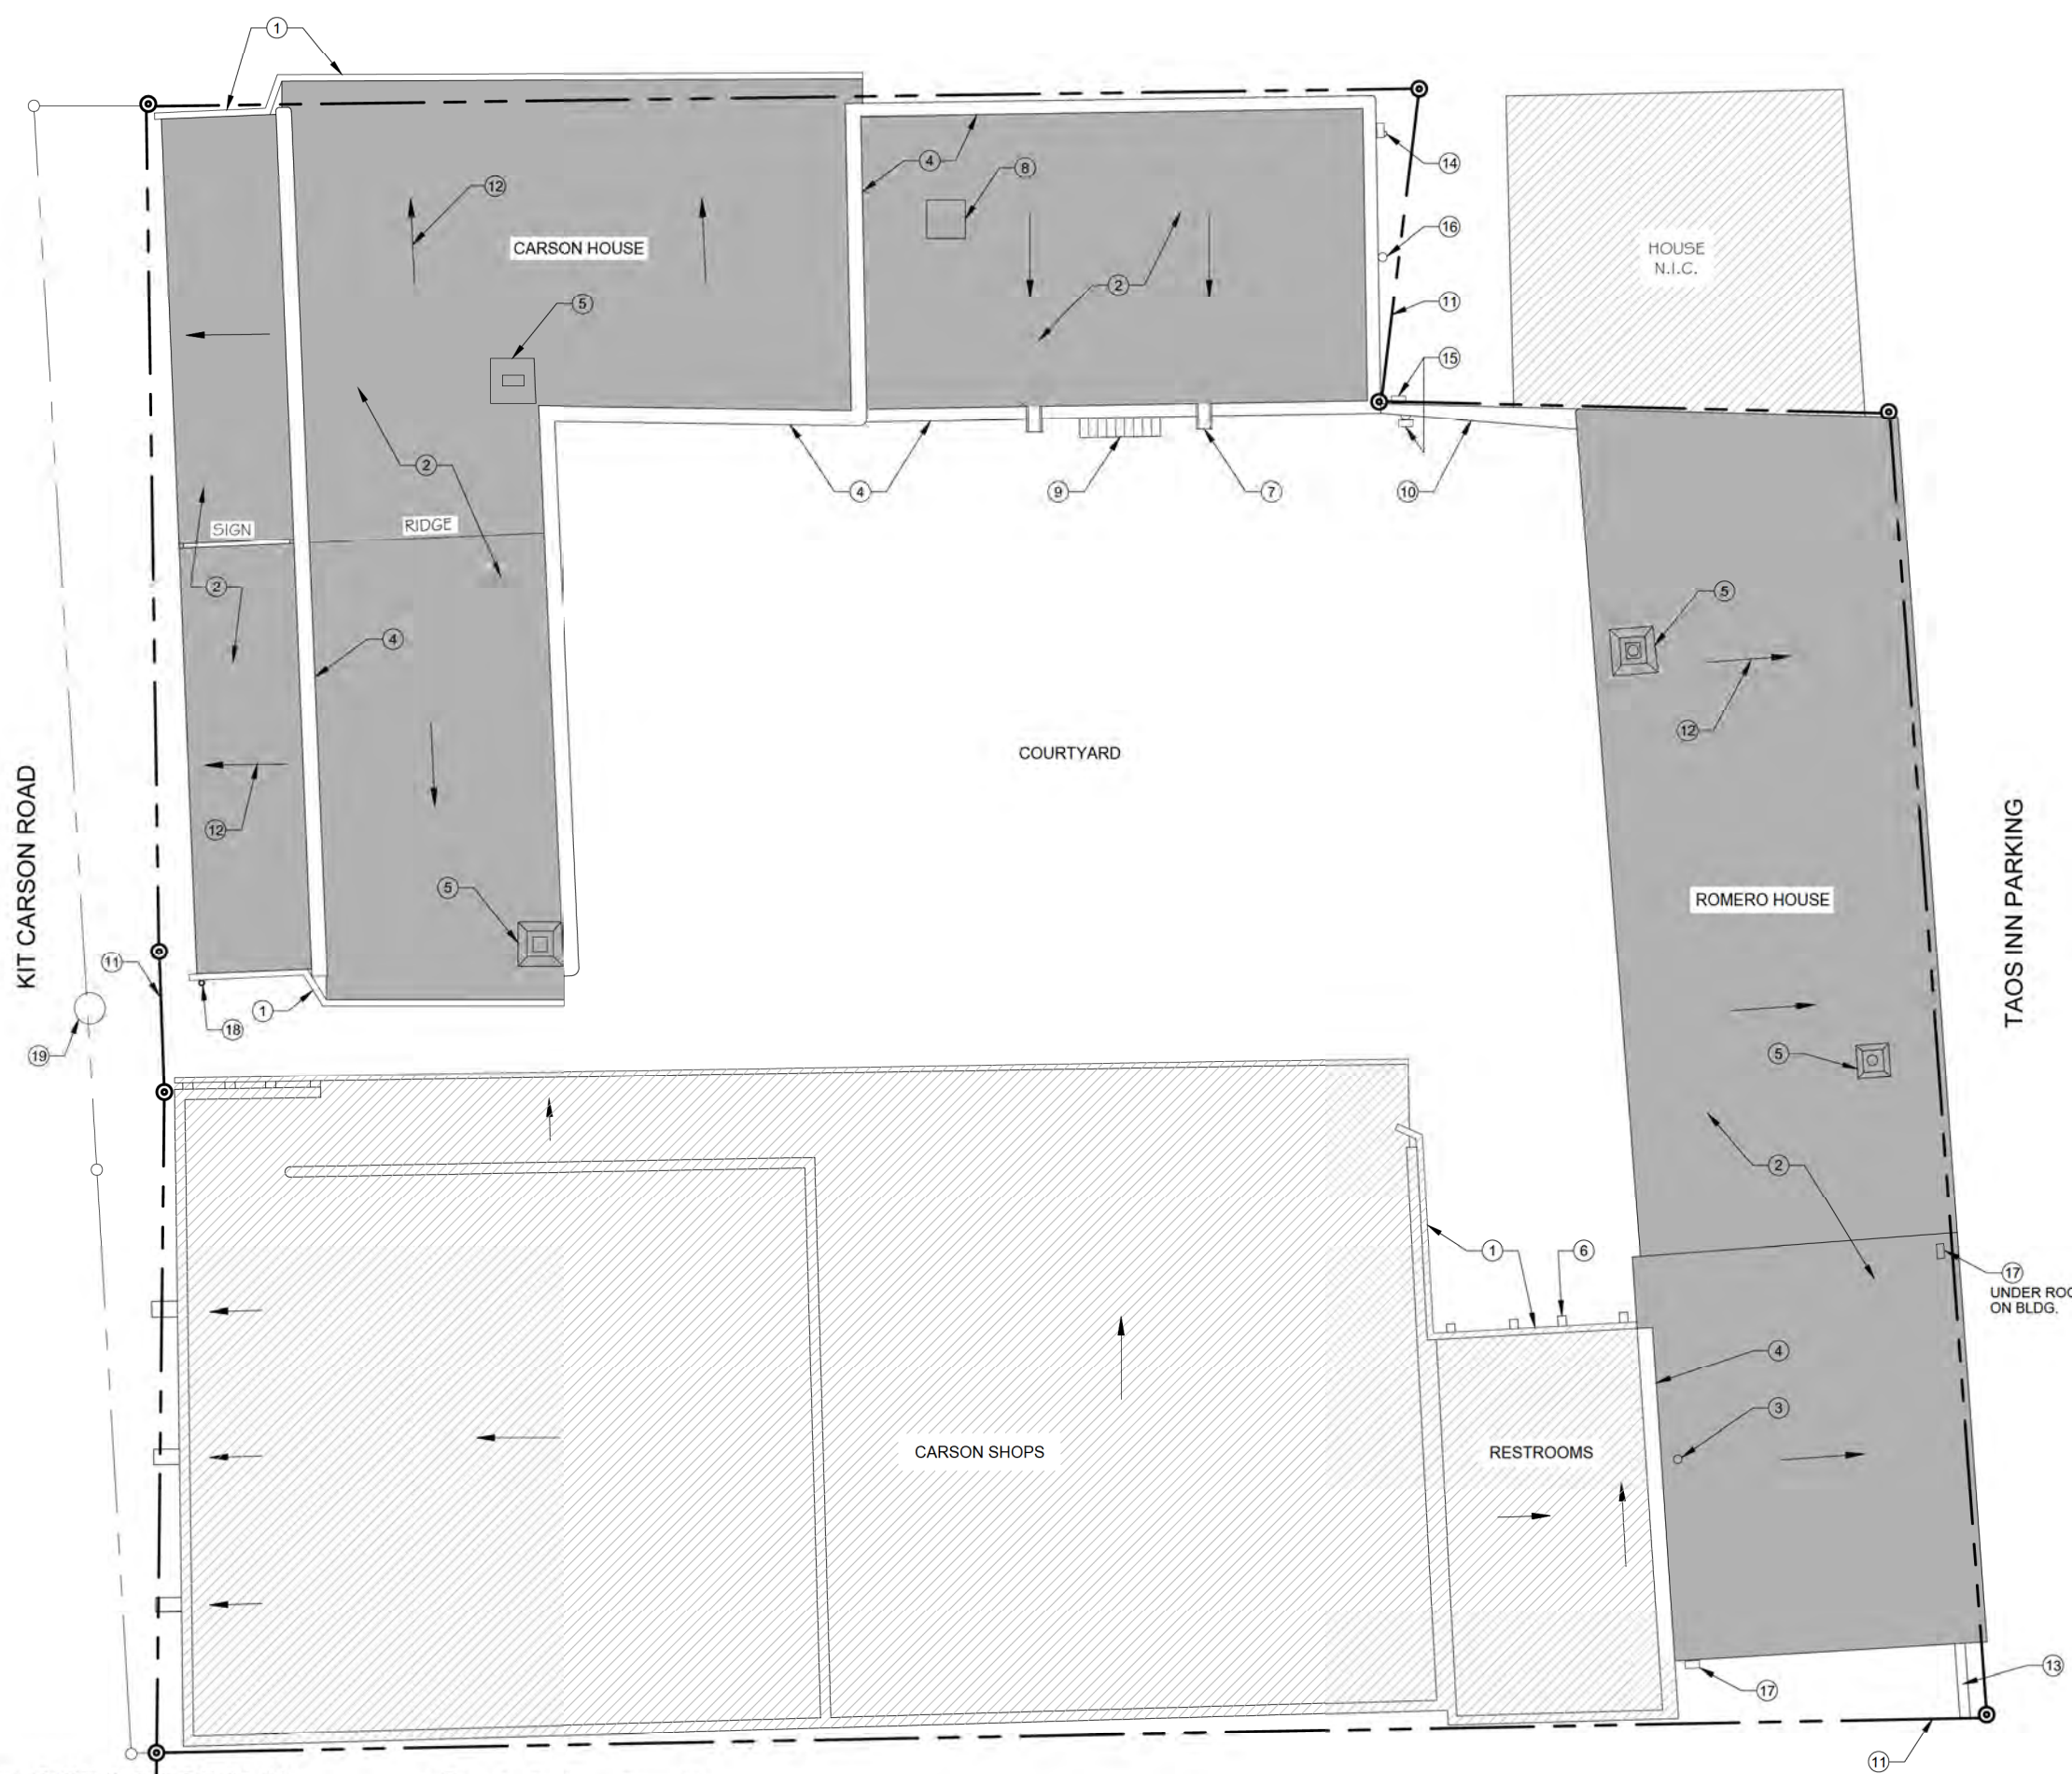 1
CARSON HOUSE
12
5
4
8
2
14
16
11
15
HOUSE
N.I.C.
2
4
9
7
10
SIGN
RIDGE
2
4
5
12
COURTYARD
KIT CARSON ROAD
12
5
11
18
1
19
ROMERO HOUSE
TAOS INN PARKING
5
2
1
6
17
UNDER ROO
ON BLDG.
4
3
CARSON SHOPS
RESTROOMS
17
13
11